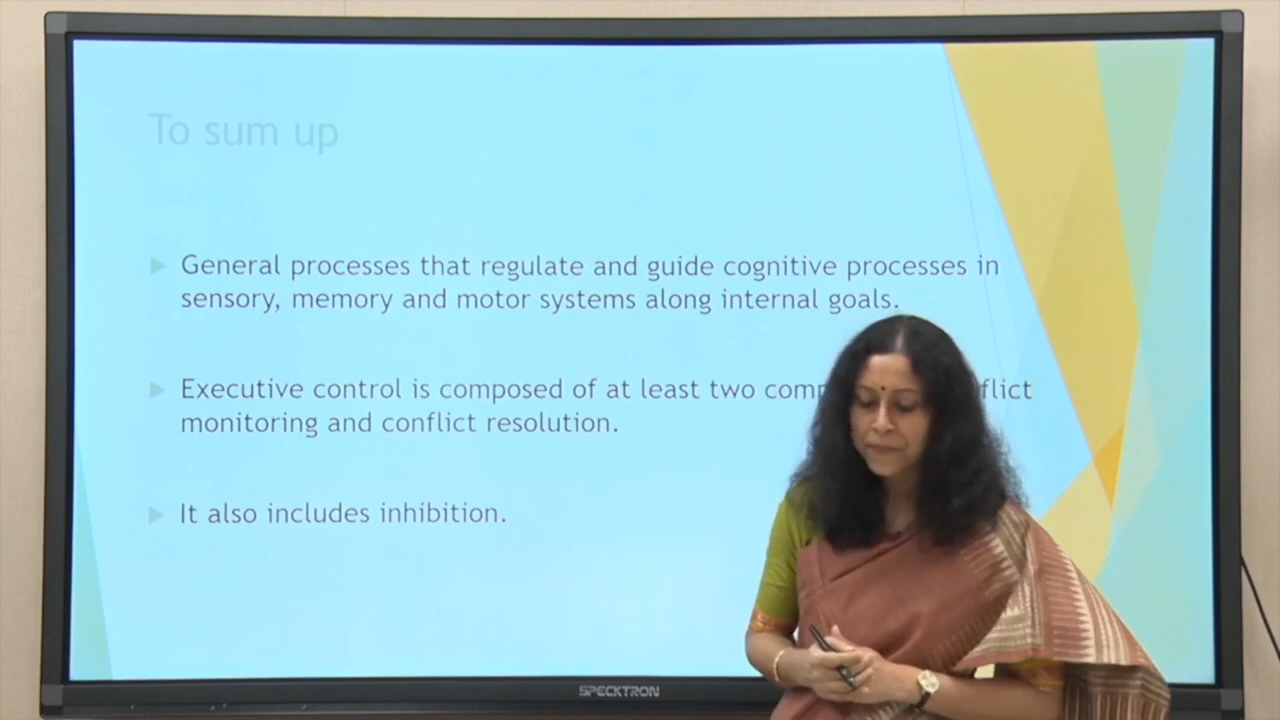 To sum up
General processes that regulate and guide cognitive processes in
sensory, memory and motor systems along internal goals.
Executive control is composed of at least two
monitoring and conflict resolution.
It also includes inhibition.
SPECKTRON